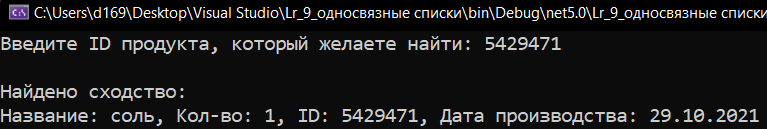 C:\Users\d169\Desktop\Visual Studio\Lr_9_односвязные списки\bin\Debug\net5.0\Lr_9_односвязные списки
Введите ID продукта, который желаете найти: 5429471
Найдено сходство:
Название: соль, Кол-во: 1, ID: 5429471, Дата производства: 29.10.2021